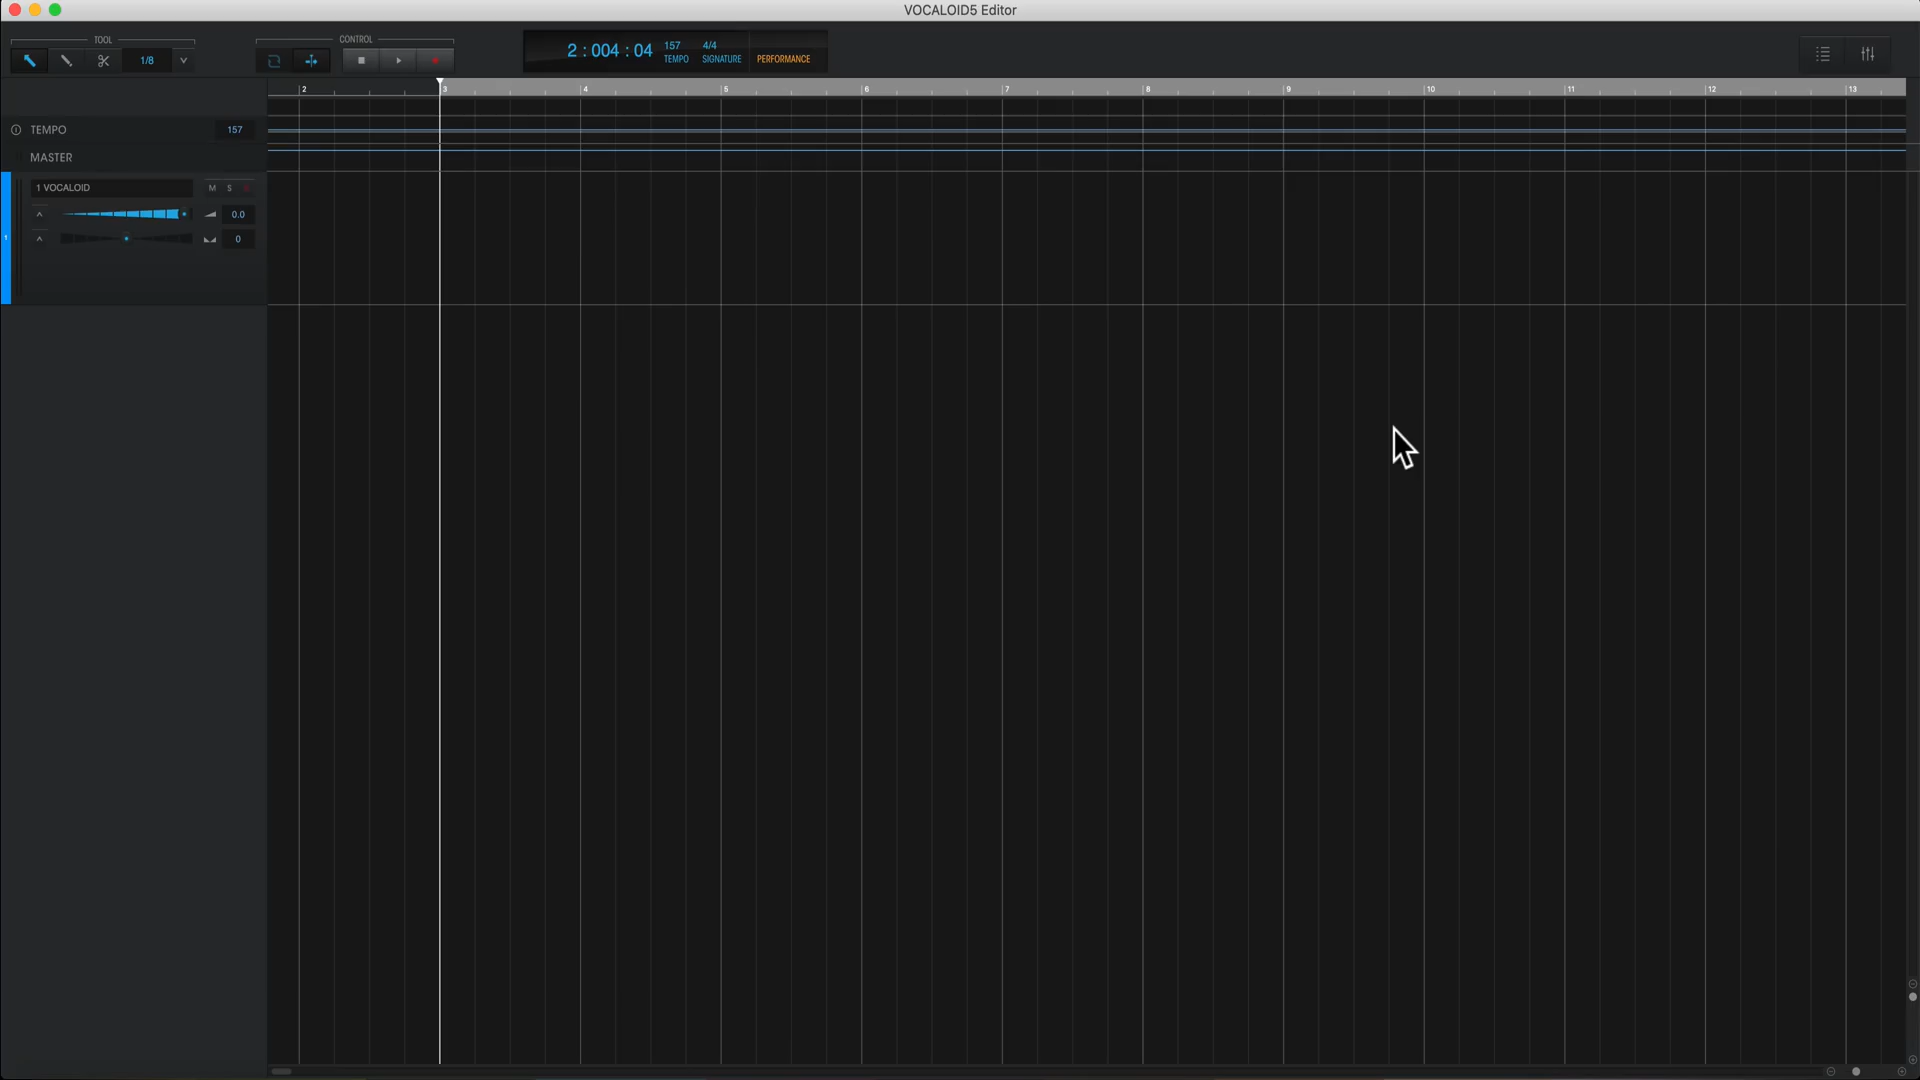 VOCALOID5 Editor
TOOL
CONTROL
1/8
2 : 004 : 04
157
4/4
TEMPO
SIGNATURE
PERFORMANCE
2 3 4 5 6 7 8 9 10 11 12 13
TEMPO
157
MASTER
1 VOCALOID
M S
0.0
1
0